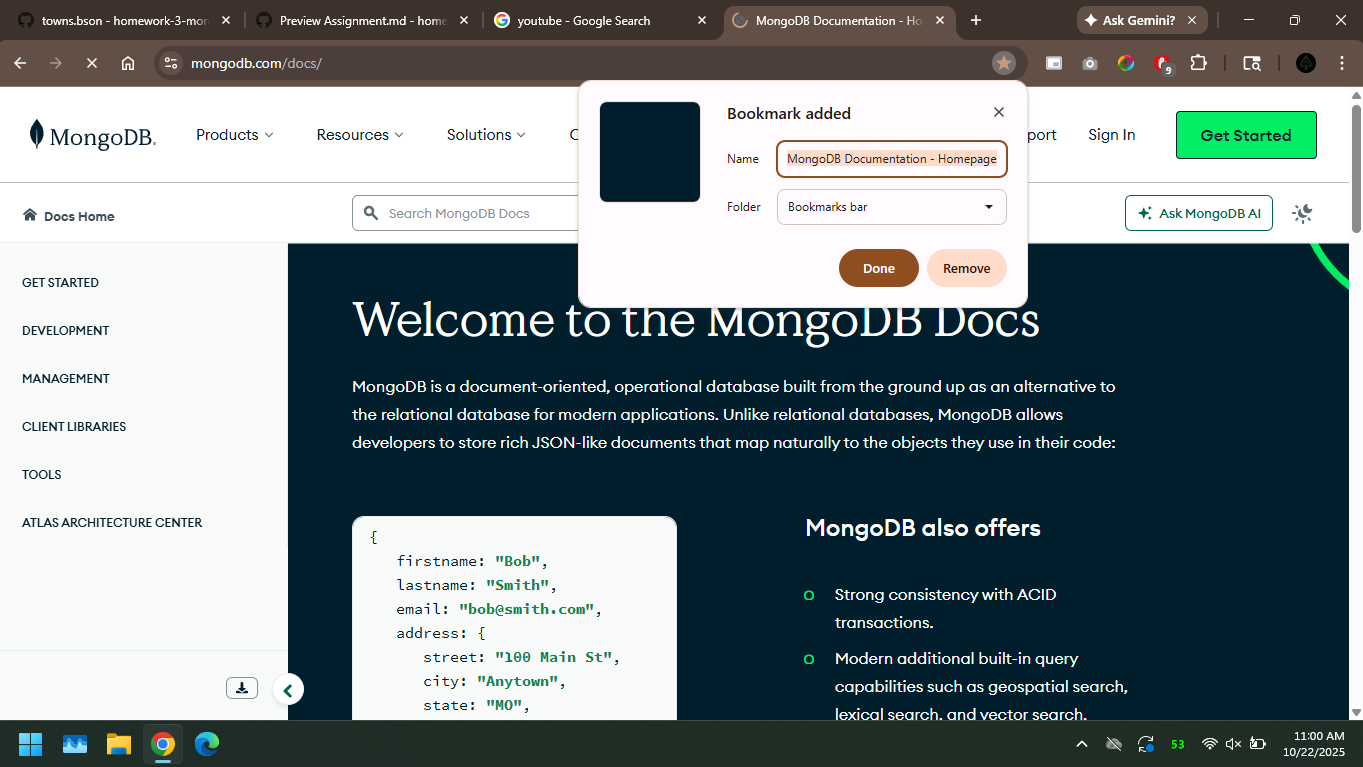 towns.bson - homework-3-mon
Preview Assignment.md - home
youtube - Google Search
MongoDB Documentation - Ho
Ask Gemini?
mongodb.com/docs/
9
MongoDB.
Products
Resources
Solutions
C
port
Sign In
Get Started
Bookmark added
Name
MongoDB Documentation - Homepage
Folder
Bookmarks bar
Done
Remove
Docs Home
Search MongoDB Docs
Ask MongoDB AI
GET STARTED
DEVELOPMENT
MANAGEMENT
CLIENT LIBRARIES
TOOLS
ATLAS ARCHITECTURE CENTER
Welcome to the MongoDB Docs
MongoDB is a document-oriented, operational database built from the ground up as an alternative to
the relational database for modern applications. Unlike relational databases, MongoDB allows
developers to store rich JSON-like documents that map naturally to the objects they use in their code:
{
firstname: "Bob",
lastname: "Smith",
email: "bob@smith.com",
address: {
street: "100 Main St",
city: "Anytown",
state: "MO",
MongoDB also offers
Strong consistency with ACID
transactions.
Modern additional built-in query
capabilities such as geospatial search,
lexical search, and vector search.
53
11:00 AM
10/22/2025